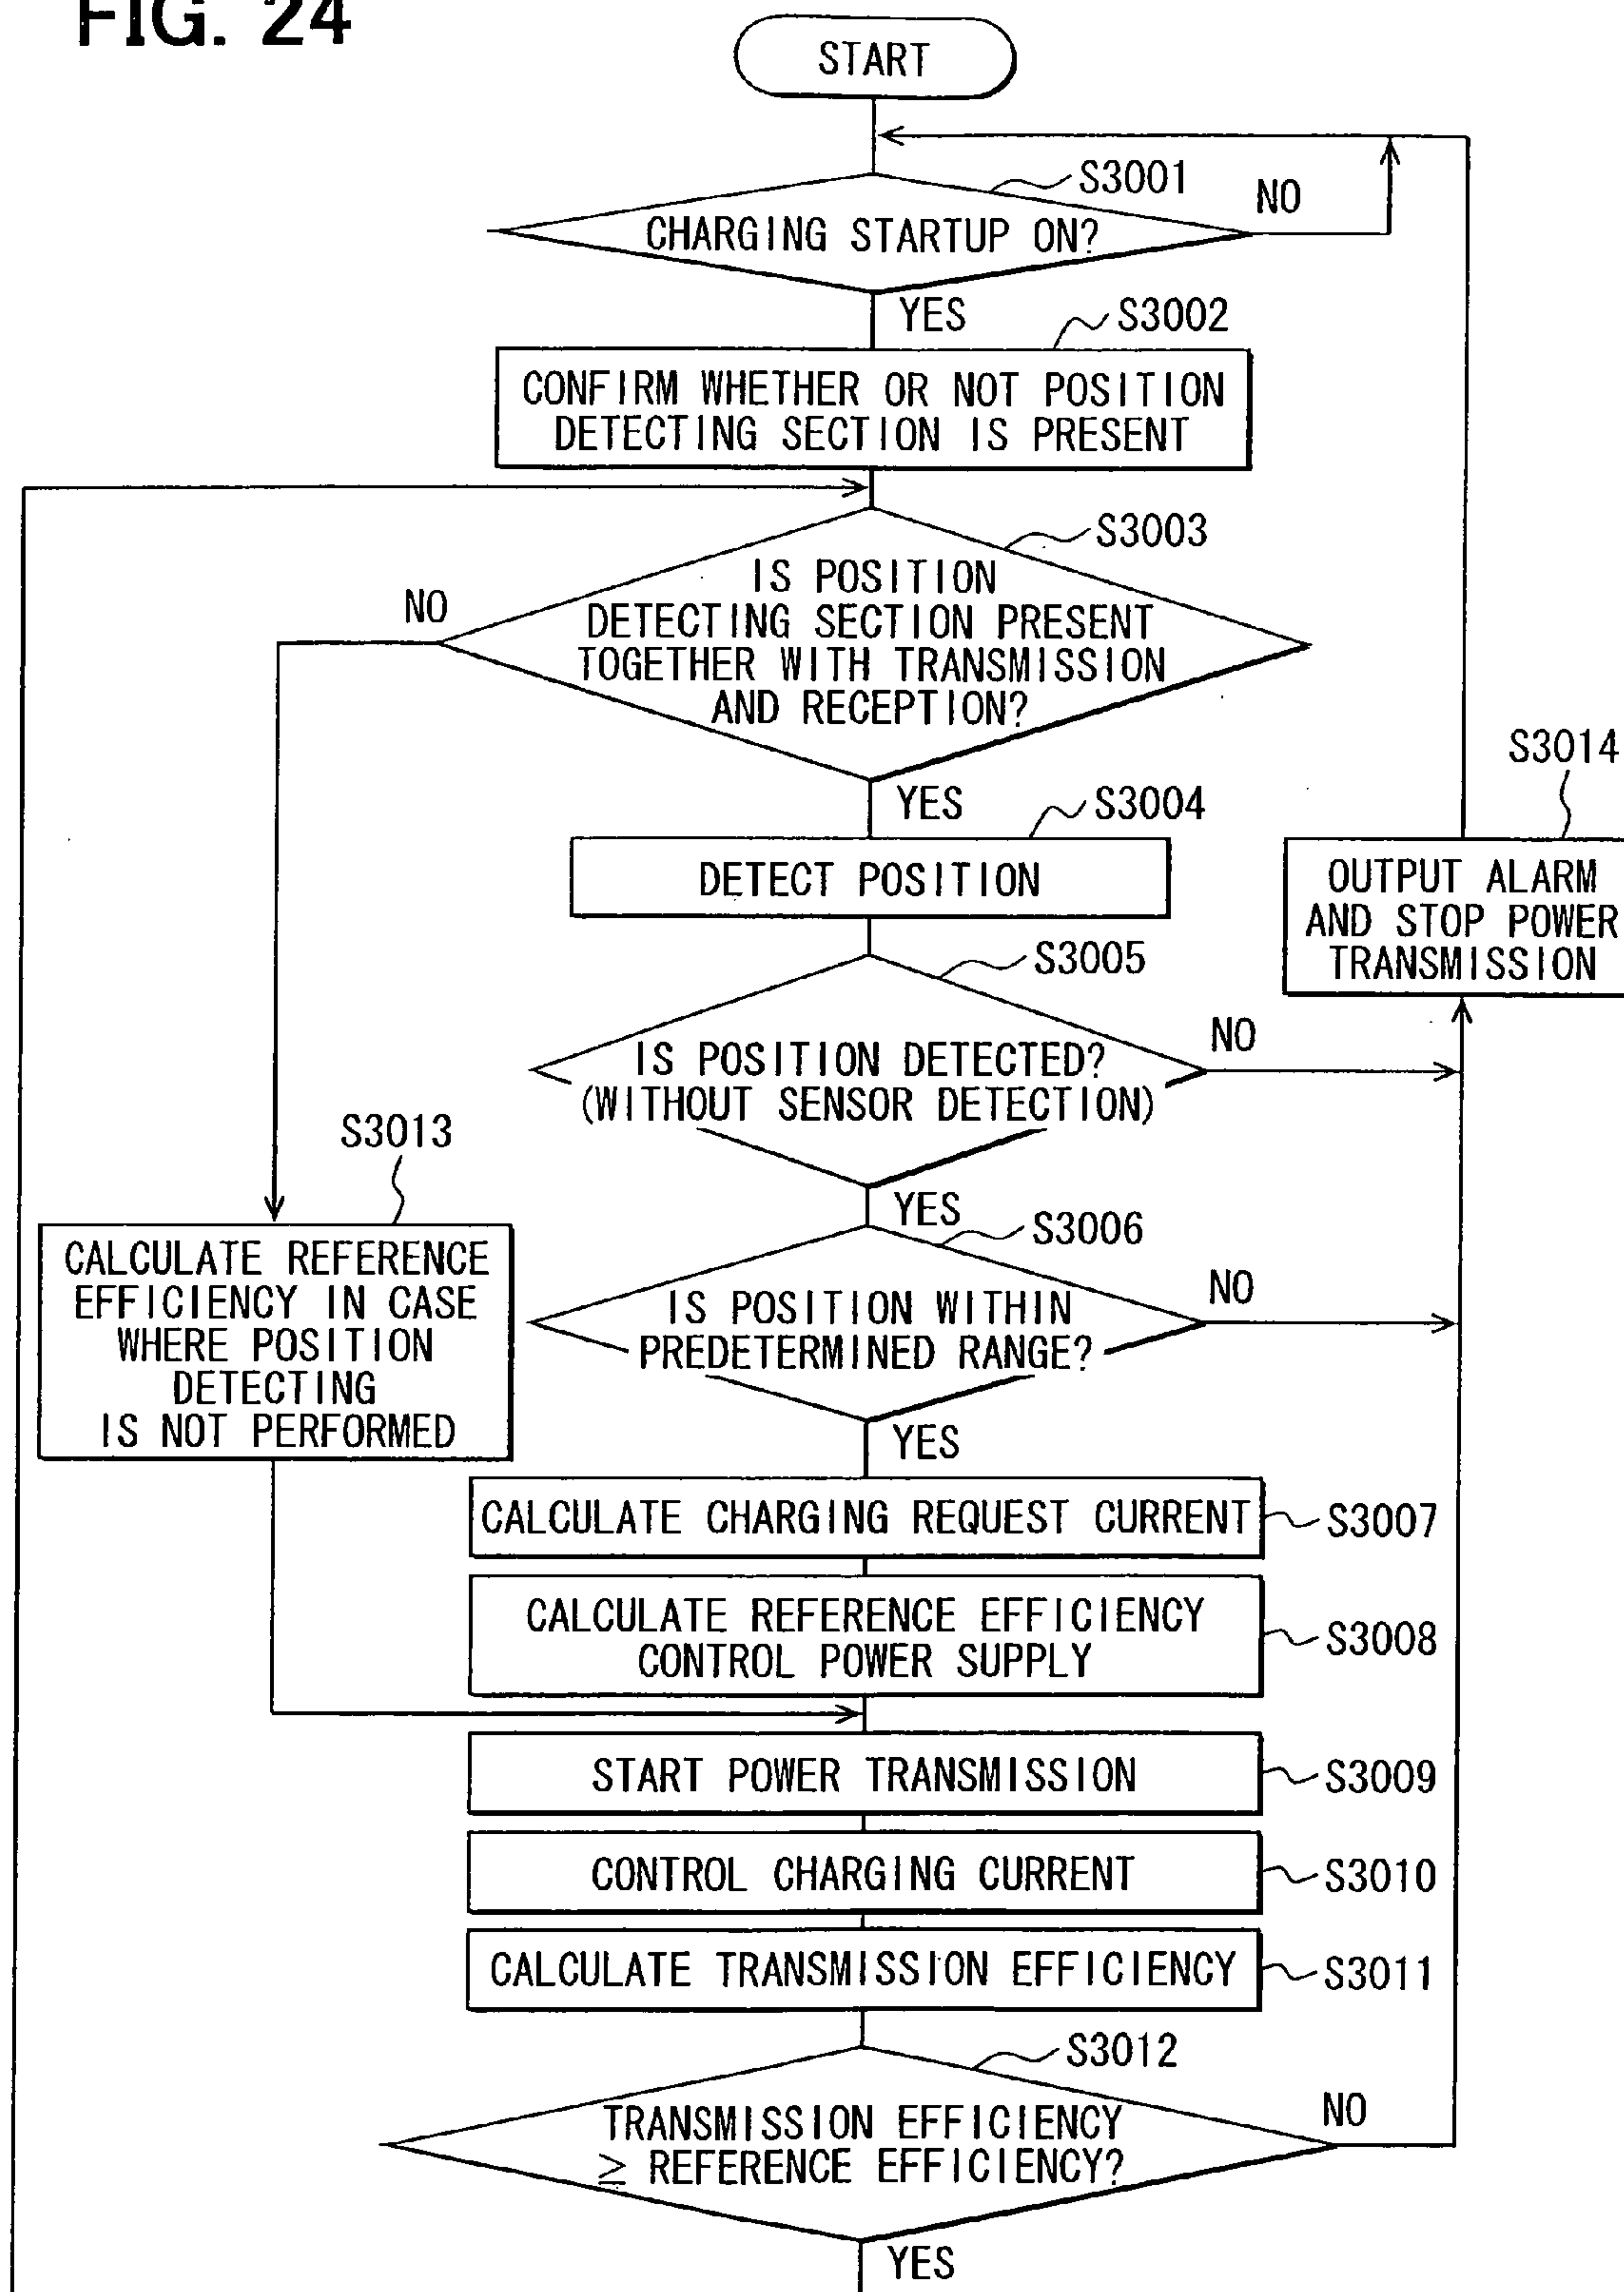 FIG. 24
START
S3001
NO
CHARGING STARTUP ON?
YES
S3002
CONFIRM WHETHER OR NOT POSITION
DETECTING SECTION IS PRESENT
S3003
NO
IS POSITION
DETECTING SECTION PRESENT
TOGETHER WITH TRANSMISSION
AND RECEPTION?
YES
S3004
DETECT POSITION
S3014
OUTPUT ALARM
AND STOP POWER
TRANSMISSION
S3005
NO
IS POSITION DETECTED?
(WITHOUT SENSOR DETECTION)
YES
S3013
CALCULATE REFERENCE
EFFICIENCY IN CASE
WHERE POSITION
DETECTING
IS NOT PERFORMED
S3006
NO
IS POSITION WITHIN
PREDETERMINED RANGE?
YES
CALCULATE CHARGING REQUEST CURRENT
S3007
CALCULATE REFERENCE EFFICIENCY
CONTROL POWER SUPPLY
S3008
START POWER TRANSMISSION
S3009
CONTROL CHARGING CURRENT
S3010
CALCULATE TRANSMISSION EFFICIENCY
S3011
S3012
NO
TRANSMISSION EFFICIENCY
≥ REFERENCE EFFICIENCY?
YES